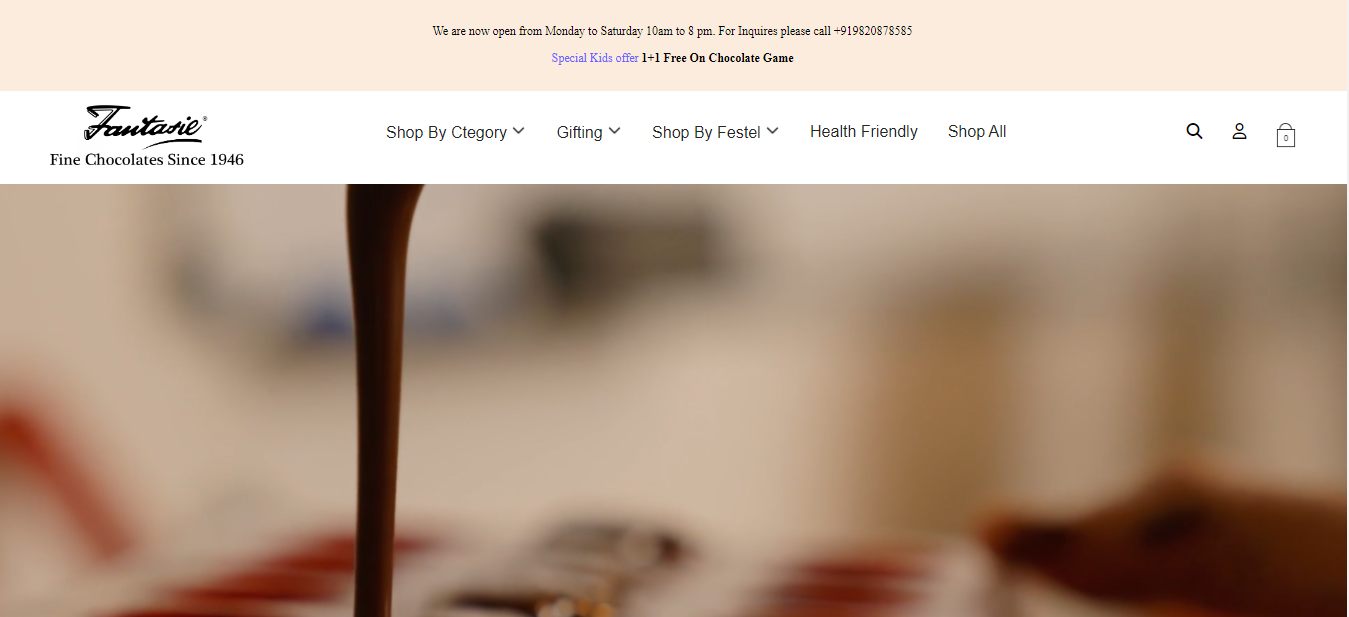 We are now open from Monday to Saturday 10am to 8 pm. For Inquires please call +919820878585
Special Kids offer 1+1 Free On Chocolate Game
Fantasie®
Fine Chocolates Since 1946
Shop By Ctegory Gifting Shop By Festel Health Friendly Shop All 0